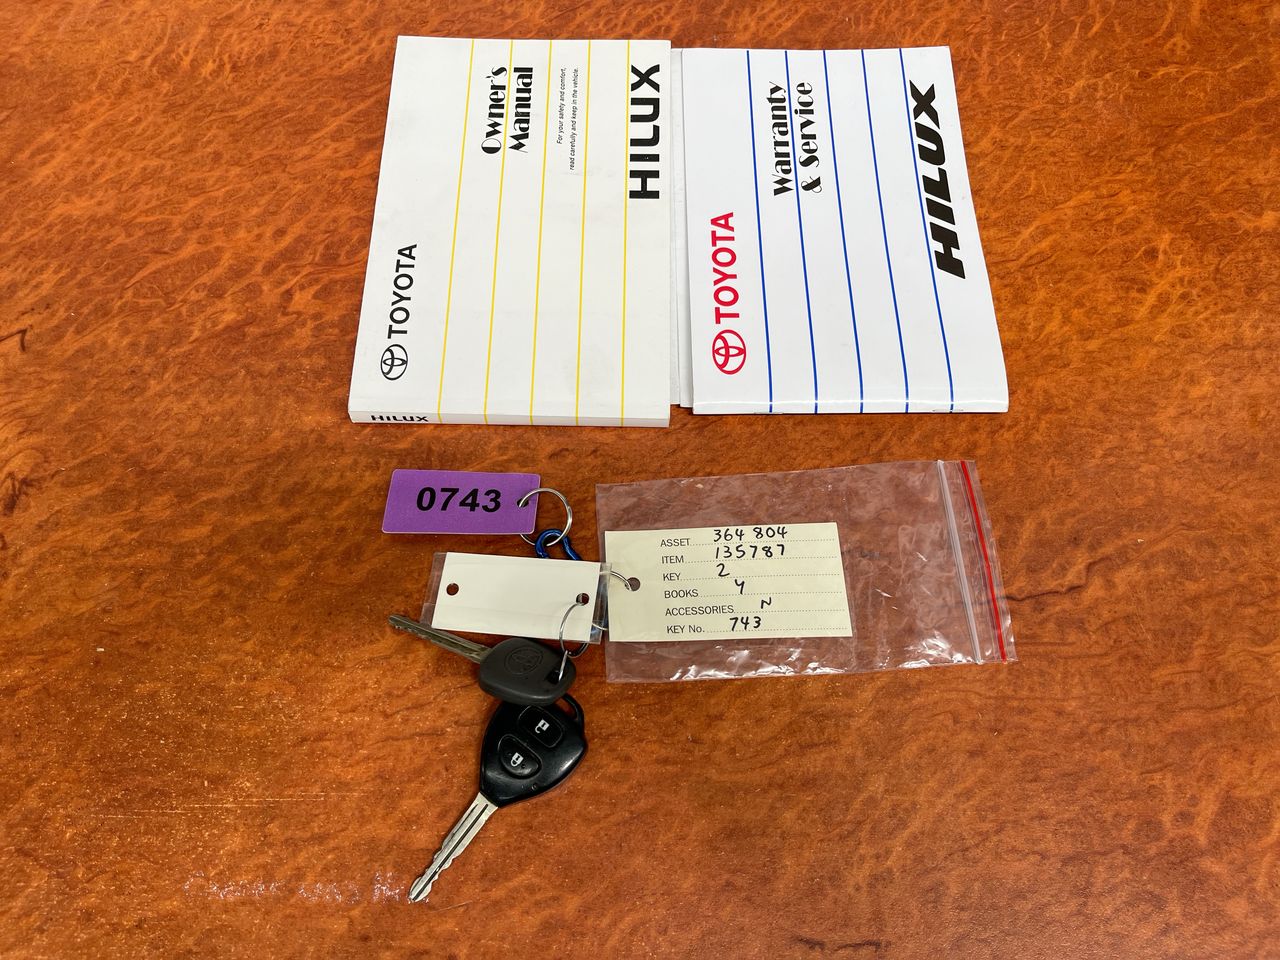 Owner's
Manual
For your safety and comfort,
read carefully and keep in the vehicle.
HILUX
TOYOTA
HILUX
Warranty
& Service
HILUX
TOYOTA
0743
ASSET 364 804
ITEM 135787
KEY 2
BOOKS Y
ACCESSORIES N
KEY No. 743